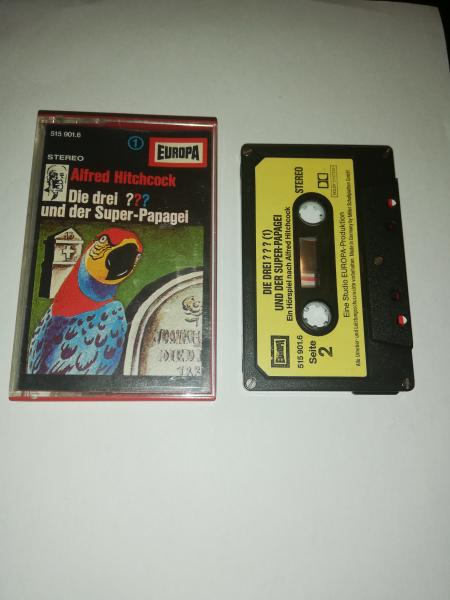 515 901.6
1
EUROPA
STEREO
Alfred Hitchcock
Die drei ???
und der Super-Papagei
DIE DREI ? ? ? (1)
UND DER SUPER-PAPAGEI
Ein Hörspiel nach Alfred Hitchcock
STEREO
EUROPA
515 901.6
Seite
2
Eine Studio EUROPA-Produktion